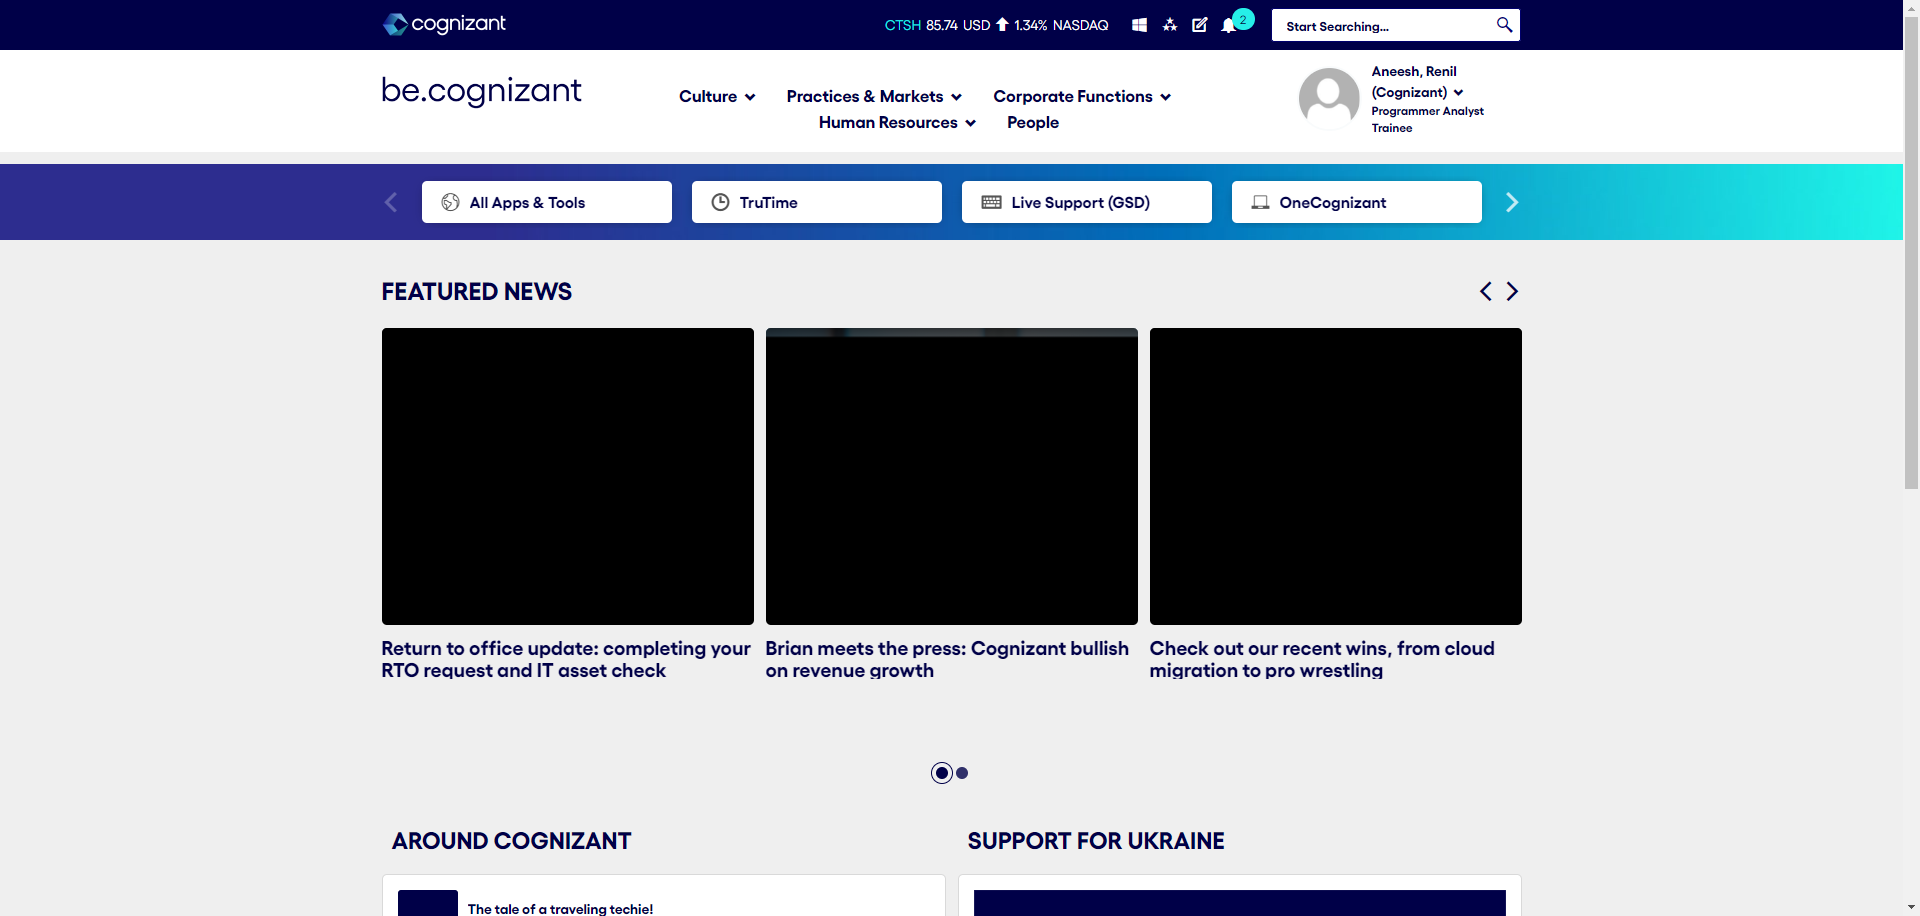 cognizant
CTSH 85.74 USD 1.34% NASDAQ
2
Start Searching...
be.cognizant
Culture
Practices & Markets
Corporate Functions
Human Resources
People
Aneesh, Renil
(Cognizant)
Programmer Analyst
Trainee
All Apps & Tools
TruTime
Live Support (GSD)
OneCognizant
FEATURED NEWS
Return to office update: completing your
RTO request and IT asset check
Brian meets the press: Cognizant bullish
on revenue growth
Check out our recent wins, from cloud
migration to pro wrestling
AROUND COGNIZANT
SUPPORT FOR UKRAINE
The tale of a traveling techie!